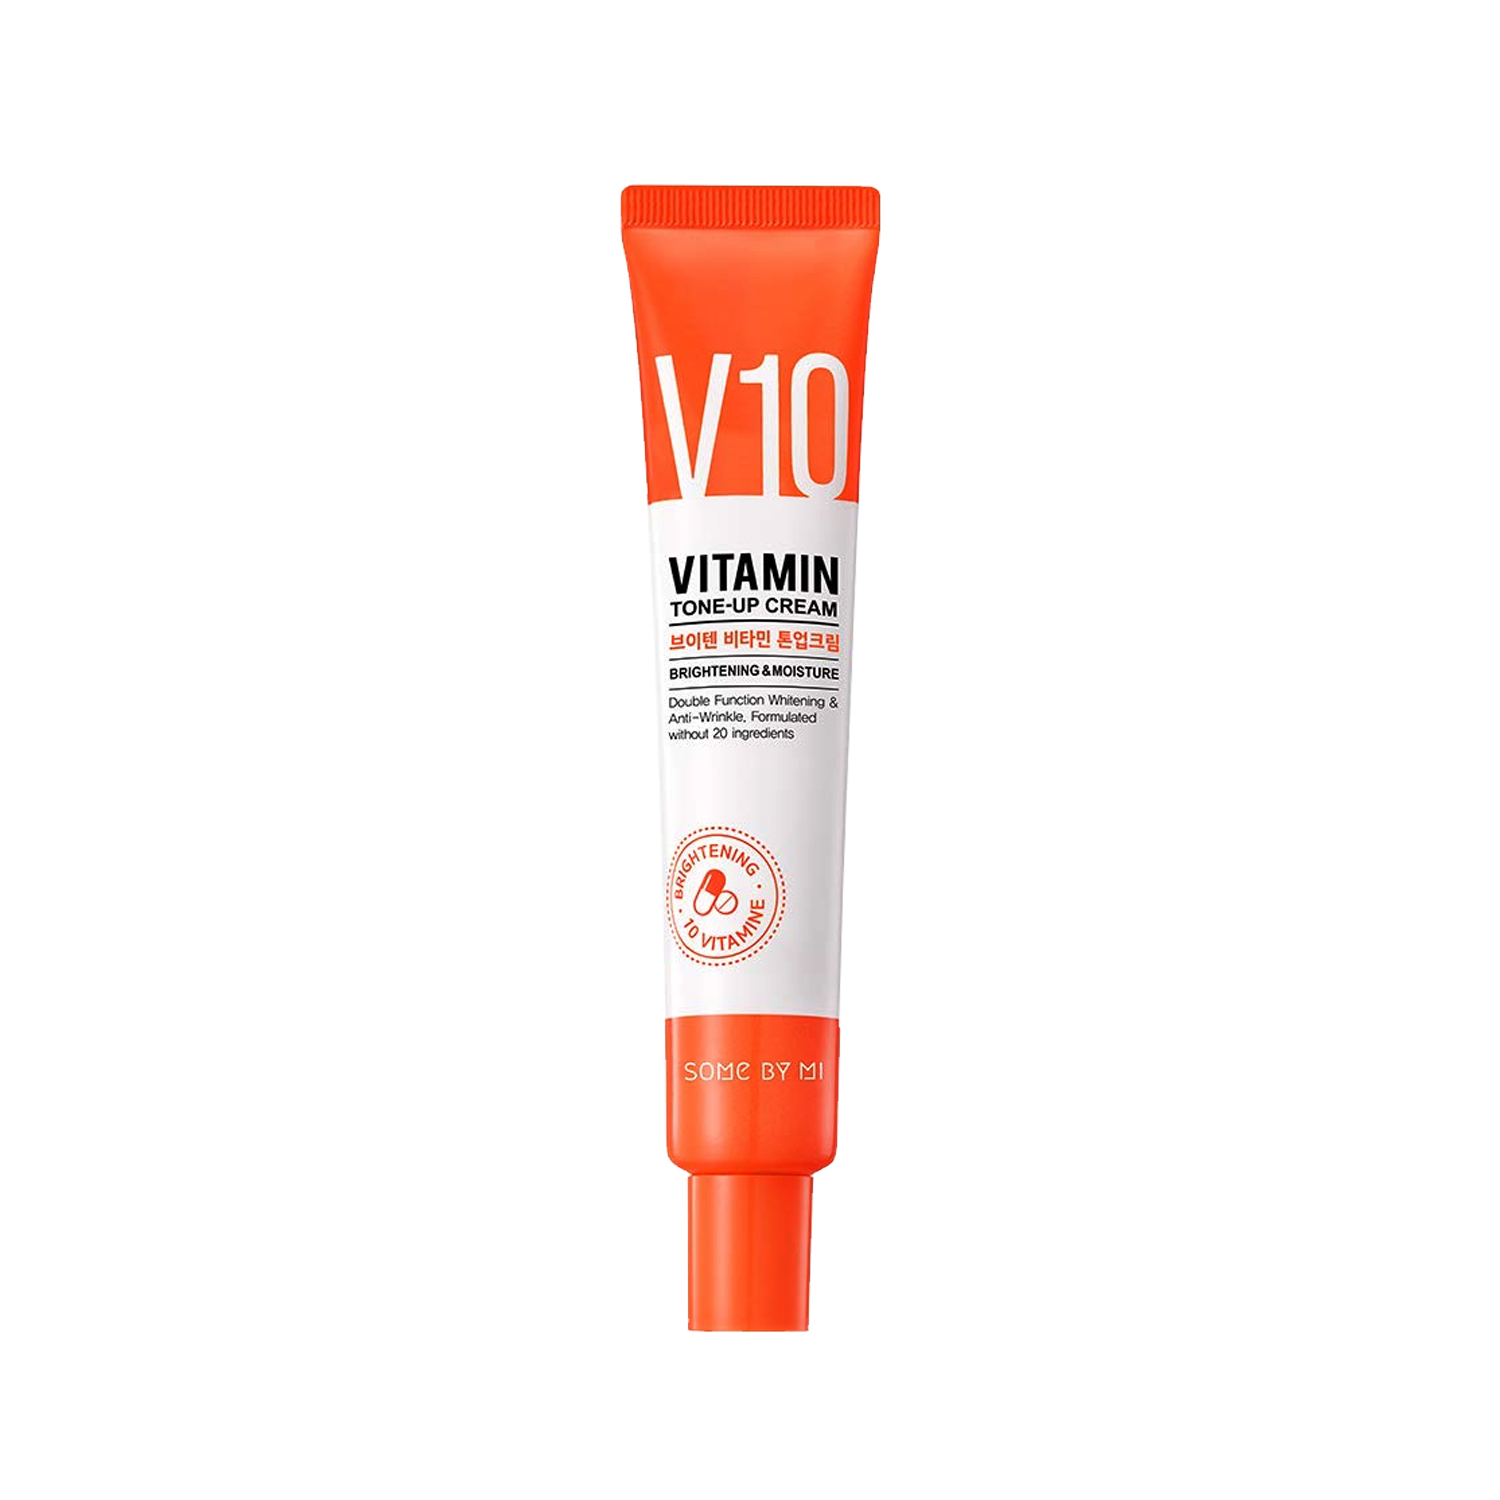 V10
VITAMIN
TONE-UP CREAM
브이텐 비타민 톤업크림
BRIGHTENING & MOISTURE
Double Function Whitening &
Anti-Wrinkle, Formulated
without 20 ingredients
BRIGHTENING
10 VITAMINE
SOME BY MI